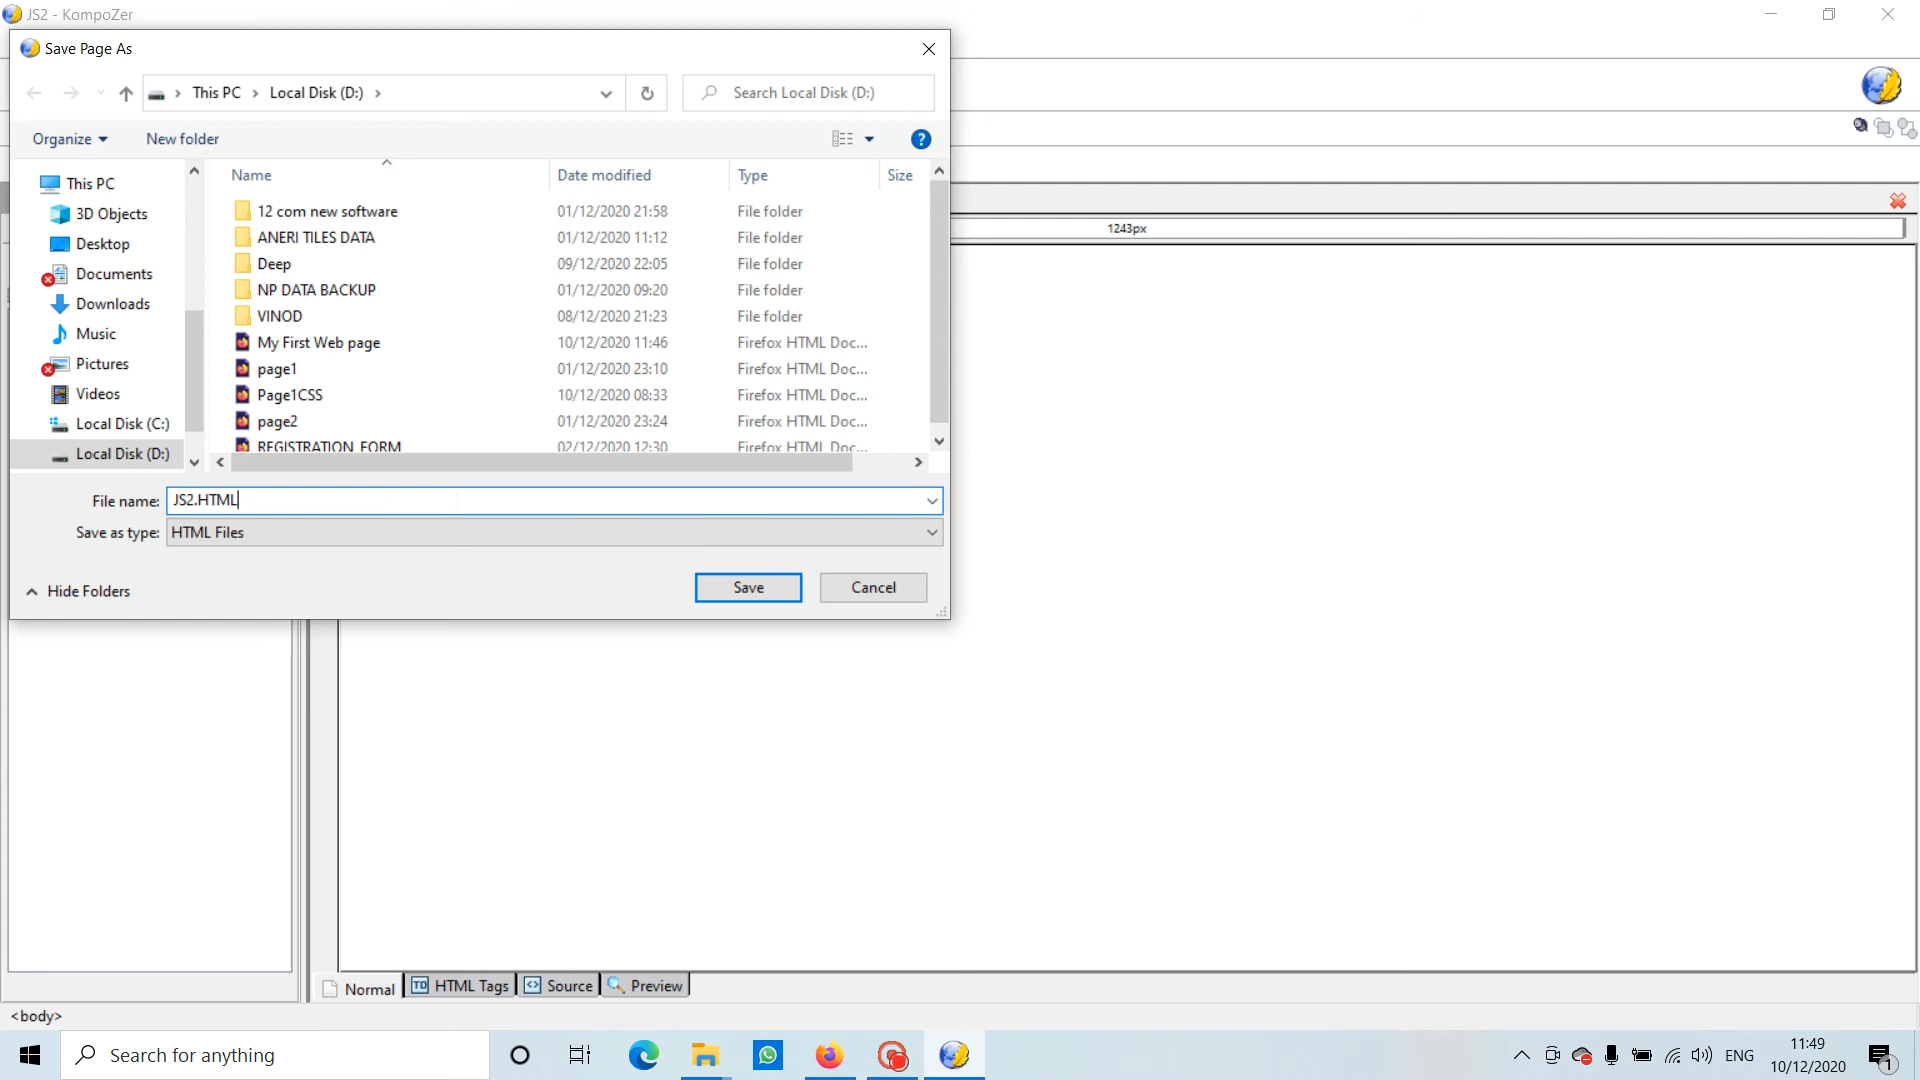 JS2 - KompoZer
Save Page As
This PC > Local Disk (D:) >
Search Local Disk (D:)
Organize
New folder
This PC
3D Objects
Desktop
Documents
Downloads
Music
Pictures
Videos
Local Disk (C:)
Local Disk (D:)
Name Date modified Type Size
12 com new software 01/12/2020 21:58 File folder
ANERI TILES DATA 01/12/2020 11:12 File folder
Deep 09/12/2020 22:05 File folder
NP DATA BACKUP 01/12/2020 09:20 File folder
VINOD 08/12/2020 21:23 File folder
My First Web page 10/12/2020 11:46 Firefox HTML Doc...
page1 01/12/2020 23:10 Firefox HTML Doc...
Page1CSS 10/12/2020 08:33 Firefox HTML Doc...
page2 01/12/2020 23:24 Firefox HTML Doc...
REGISTRATION FORM 02/12/2020 12:30 Firefox HTML Doc...
File name: JS2.HTML
Save as type: HTML Files
Hide Folders
Save
Cancel
1243px
Normal
HTML Tags
Source
Preview
<body>
Search for anything
ENG
11:49
10/12/2020
1